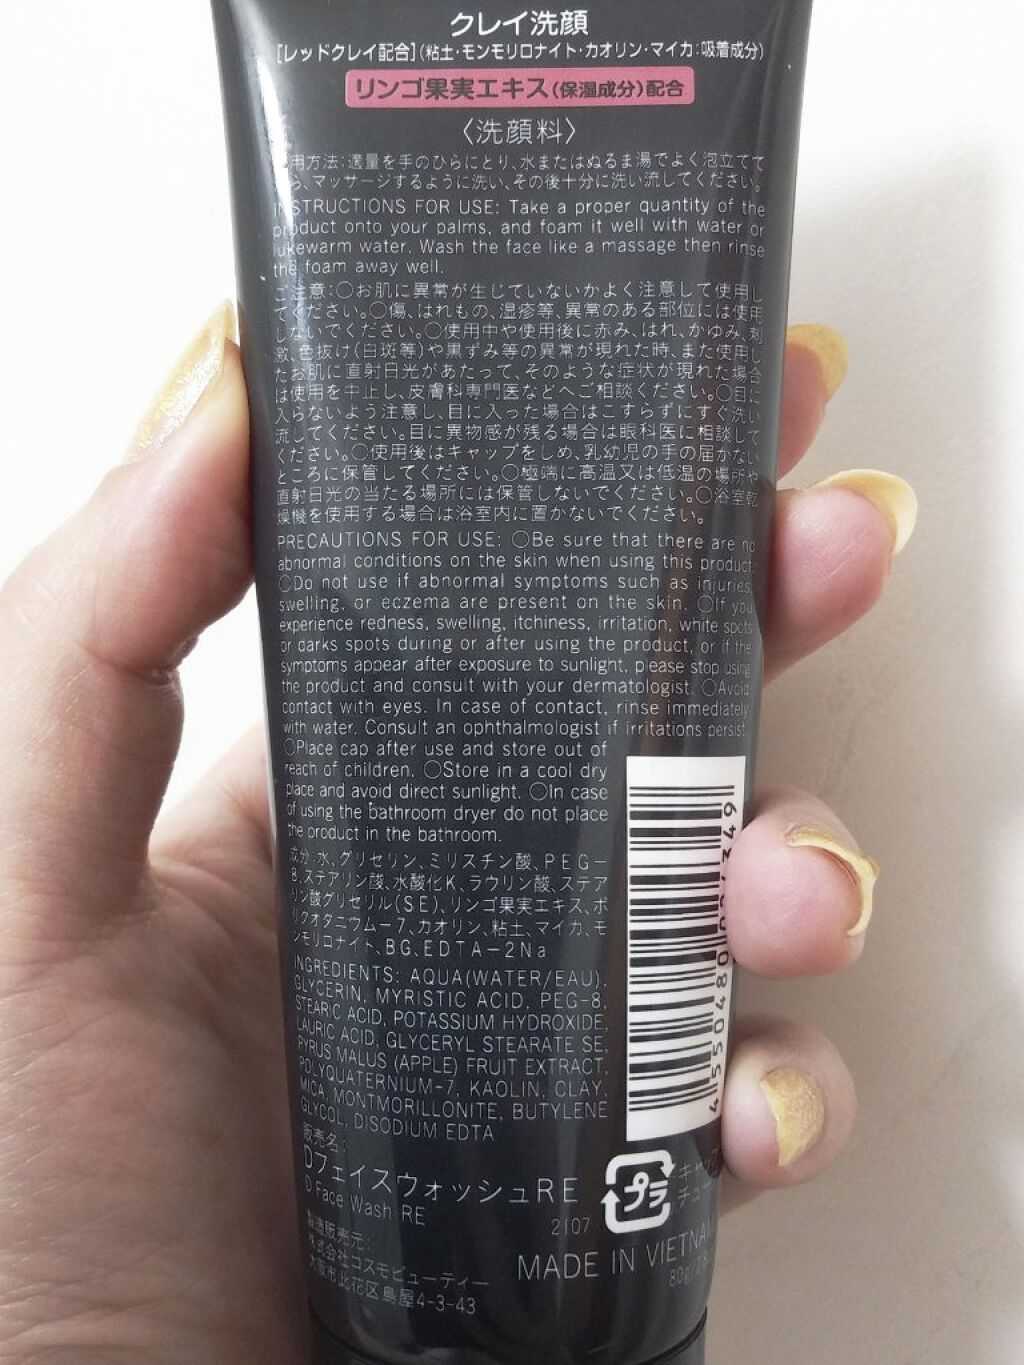 クレイ洗顔
[レッドクレイ配合](粘土・モンモリロナイト・カオリン・マイカ:吸着成分)
リンゴ果実エキス(保湿成分)配合
〈洗顔料〉
用方法:適量を手のひらにとり、水またはぬるま湯でよく泡立てて
ら、マッサージするように洗い、その後十分に洗い流してください。
INSTRUCTIONS FOR USE: Take a proper quantity of the
product onto your palms, and foam it well with water or
lukewarm water. Wash the face like a massage then rinse
the foam away well.
ご注意:○お肌に異常が生じていないかよく注意して使用し
てください。○傷、はれもの、湿疹等、異常のある部位には使用
しないでください。○使用中や使用後に赤み、はれ、かゆみ、刺
激、色抜け(白斑等)や黒ずみ等の異常が現れた時、また使用し
たお肌に直射日光があたって、そのような症状が現れた場合
は使用を中止し、皮膚科専門医などへご相談ください。○目に
入らないよう注意し、目に入った場合はこすらずにすぐ洗い
流してください。目に異物感が残る場合は眼科医に相談して
ください。○使用後はキャップをしめ、乳幼児の手の届かない
ところに保管してください。○極端に高温又は低温の場所や
直射日光の当たる場所には保管しないでください。○浴室乾
燥機を使用する場合は浴室内に置かないでください。
PRECAUTIONS FOR USE: ○Be sure that there are no
abnormal conditions on the skin when using this product.
○Do not use if abnormal symptoms such as injuries,
swelling, or eczema are present on the skin. ○If you
experience redness, swelling, itchiness, irritation, white spots
or darks spots during or after using the product, or if the
symptoms appear after exposure to sunlight, please stop using
the product and consult with your dermatologist. ○Avoid
contact with eyes. In case of contact, rinse immediately
with water. Consult an ophthalmologist if irritations persist.
○Place cap after use and store out of
reach of children. ○Store in a cool dry
place and avoid direct sunlight. ○In case
of using the bathroom dryer do not place
the product in the bathroom.
成分:水、グリセリン、ミリスチン酸、PEG-
8、ステアリン酸、水酸化K、ラウリン酸、ステア
リン酸グリセリル(SE)、リンゴ果実エキス、ポ
リクオタニウム-7、カオリン、粘土、マイカ、モ
ンモリロナイト、BG、EDTA-2Na
INGREDIENTS: AQUA(WATER/EAU),
GLYCERIN, MYRISTIC ACID, PEG-8,
STEARIC ACID, POTASSIUM HYDROXIDE,
LAURIC ACID, GLYCERYL STEARATE SE,
PYRUS MALUS (APPLE) FRUIT EXTRACT,
POLYQUATERNIUM-7, KAOLIN, CLAY,
MICA, MONTMORILLONITE, BUTYLENE
GLYCOL, DISODIUM EDTA
販売名:
DフェイスウォッシュRE
D Face Wash RE
製造販売元:
株式会社コスモビューティー
大阪市此花区島屋4-3-43
2107
プラ
キャ
チュー
MADE IN VIETNA
80g
4 550480
349